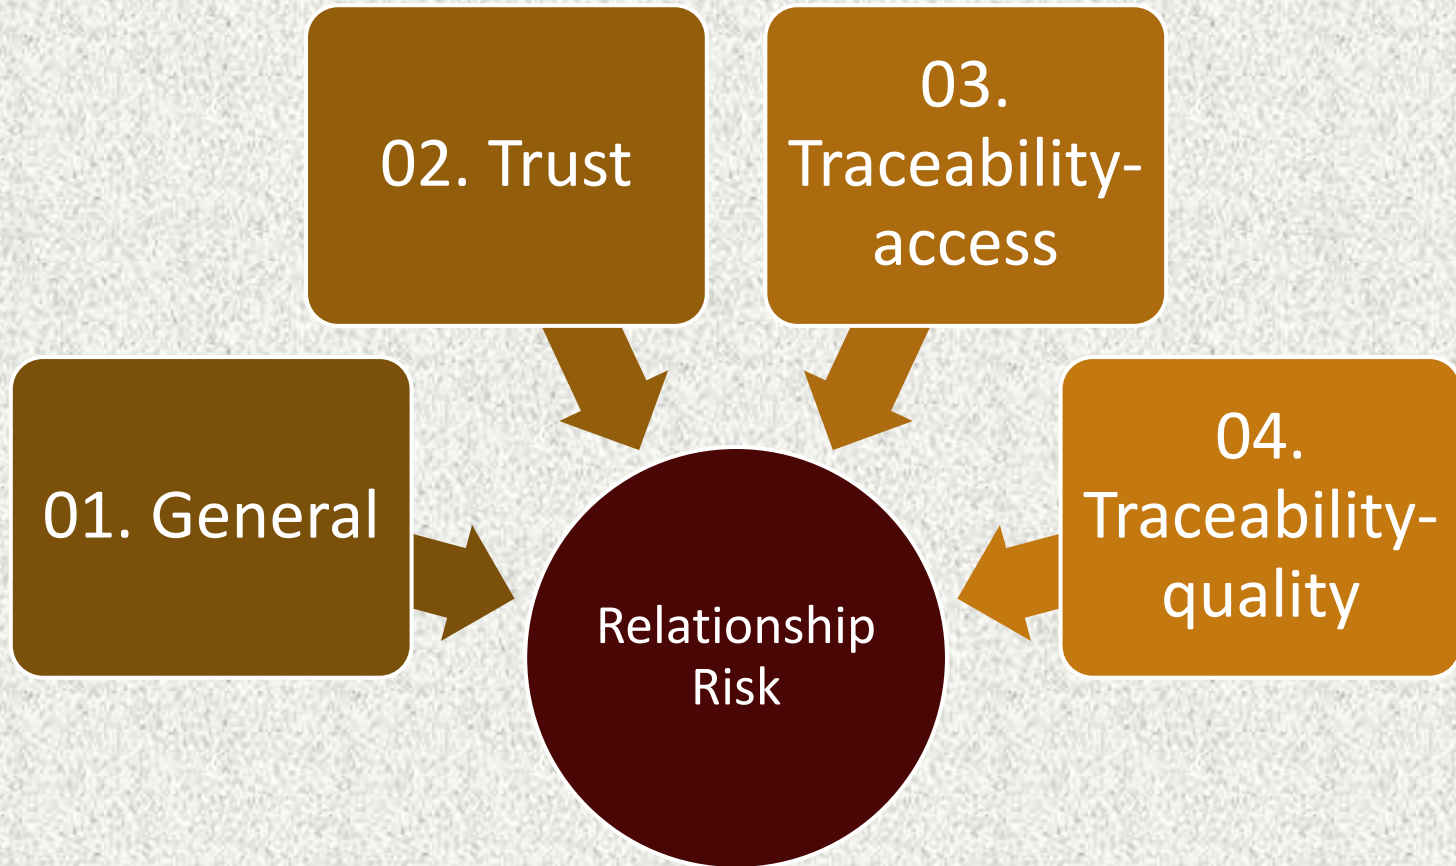 01. General
02. Trust
03.
Traceability-
access
04.
Traceability-
quality
Relationship
Risk